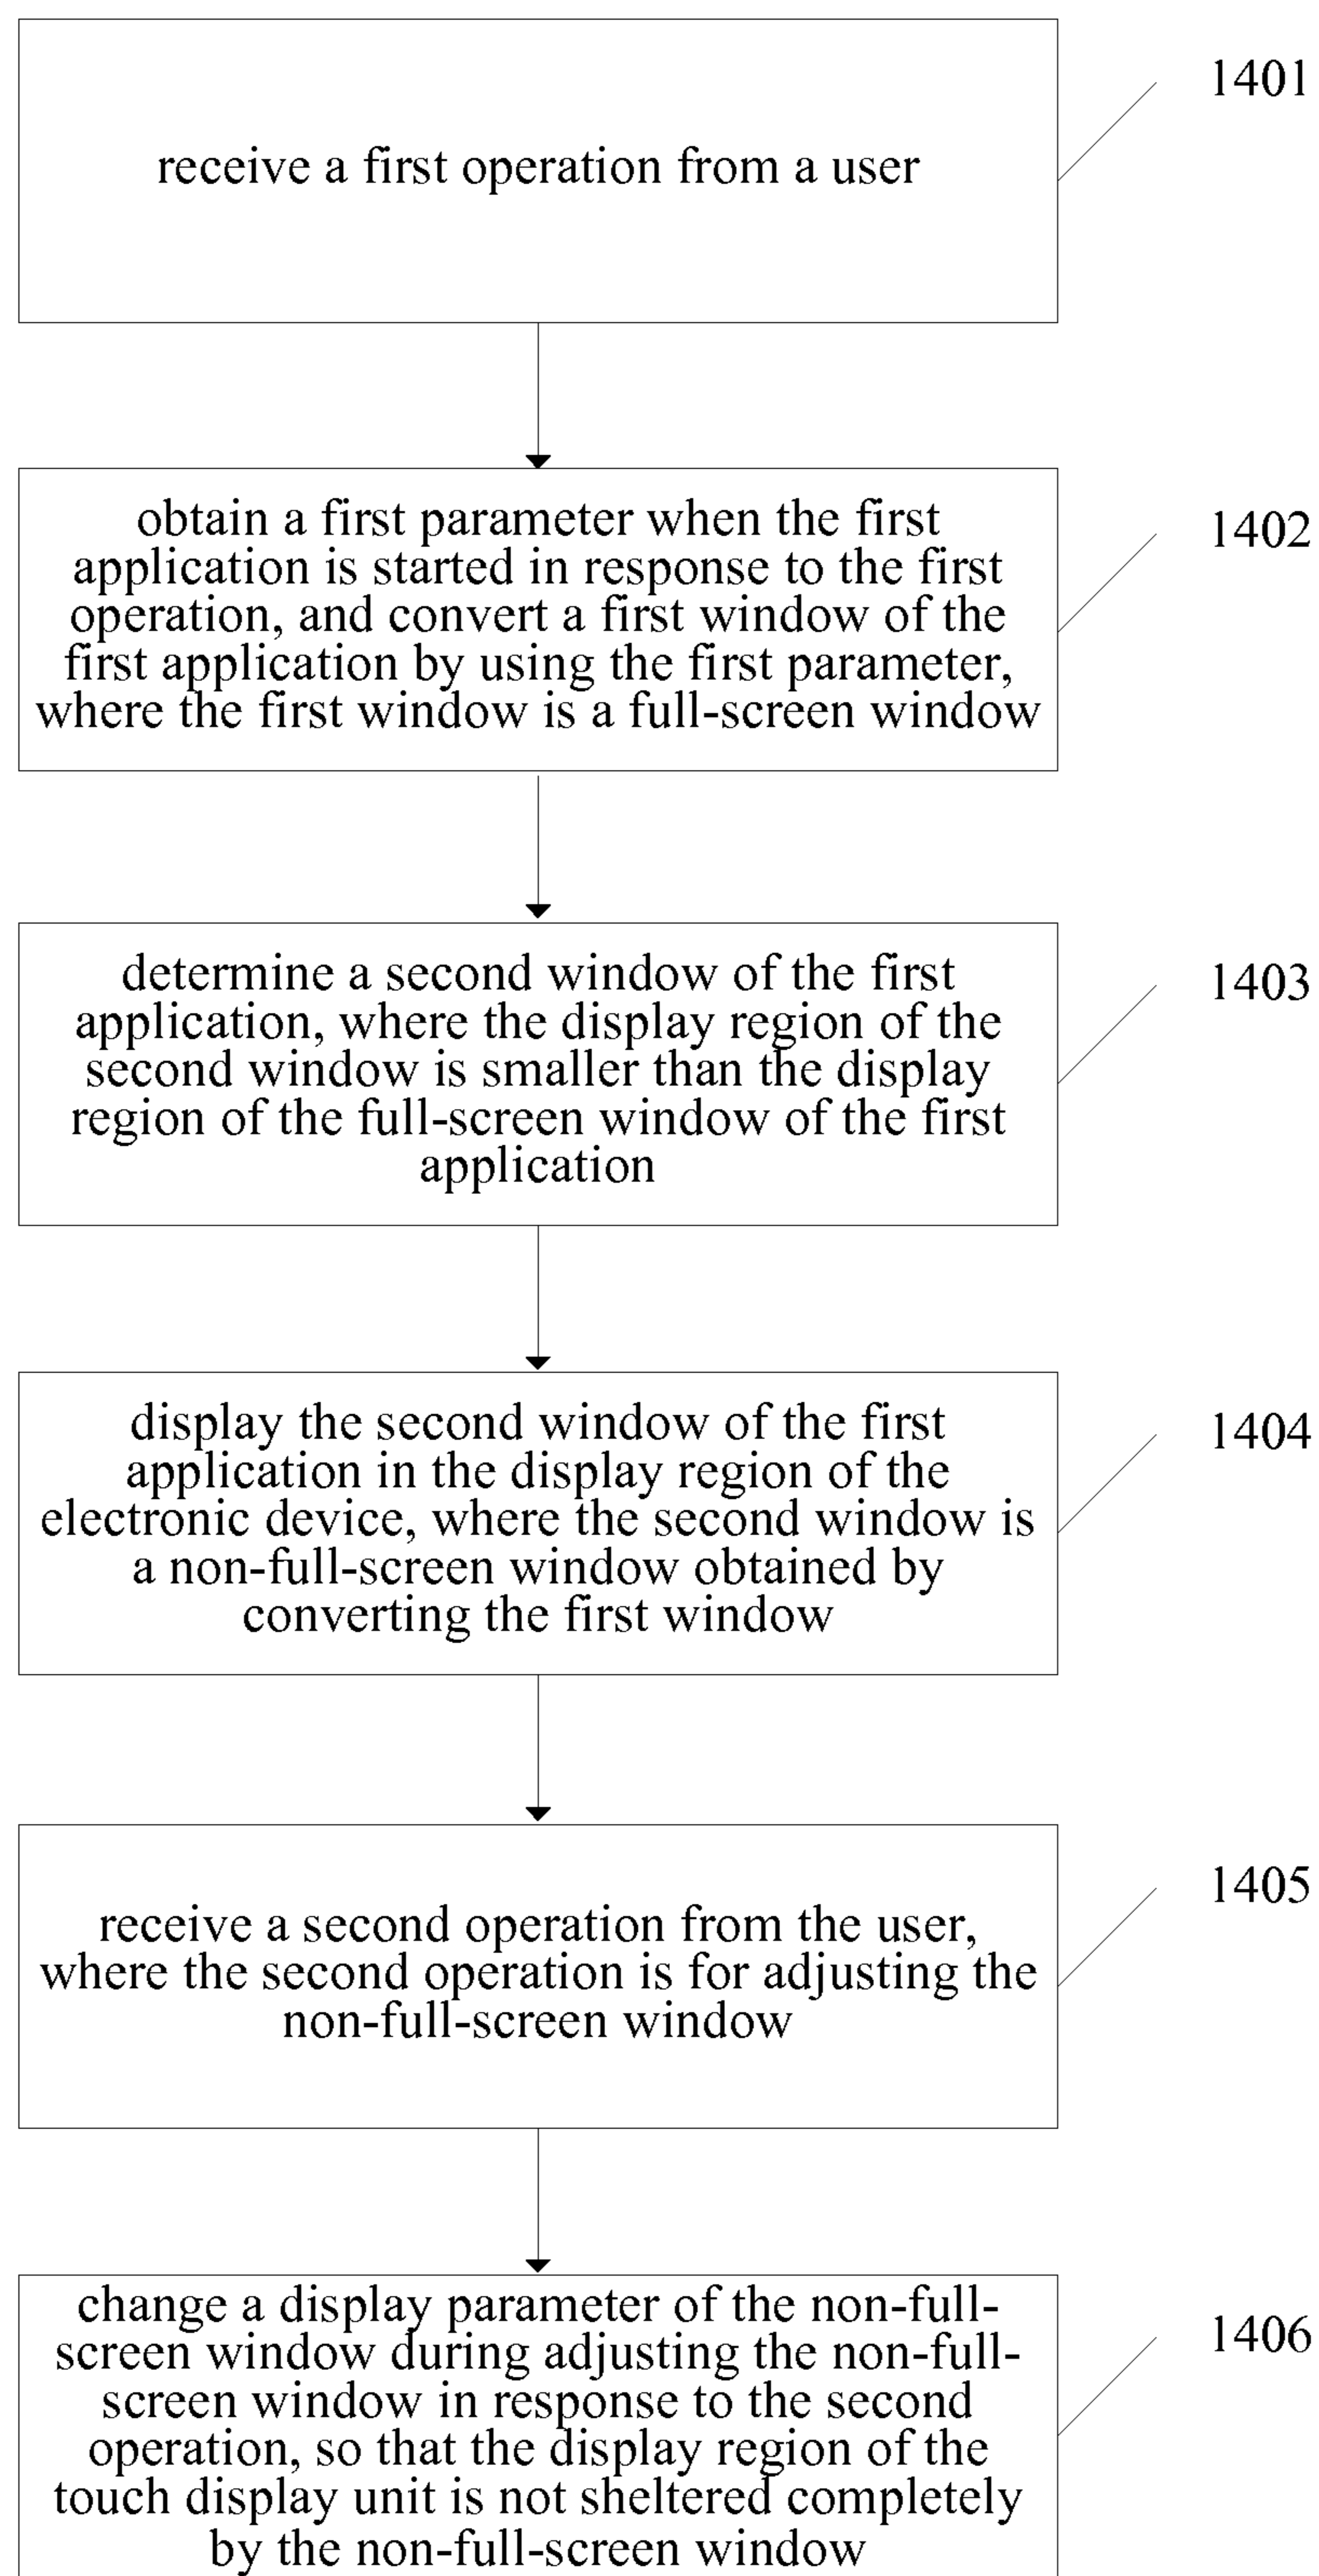 receive a first operation from a user
1401
obtain a first parameter when the first
application is started in response to the first
operation, and convert a first window of the
first application by using the first parameter,
where the first window is a full-screen window
1402
determine a second window of the first
application, where the display region of the
second window is smaller than the display
region of the full-screen window of the first
application
1403
display the second window of the first
application in the display region of the
electronic device, where the second window is
a non-full-screen window obtained by
converting the first window
1404
receive a second operation from the user,
where the second operation is for adjusting the
non-full-screen window
1405
change a display parameter of the non-full-
screen window during adjusting the non-full-
screen window in response to the second
operation, so that the display region of the
touch display unit is not sheltered completely
by the non-full-screen window
1406